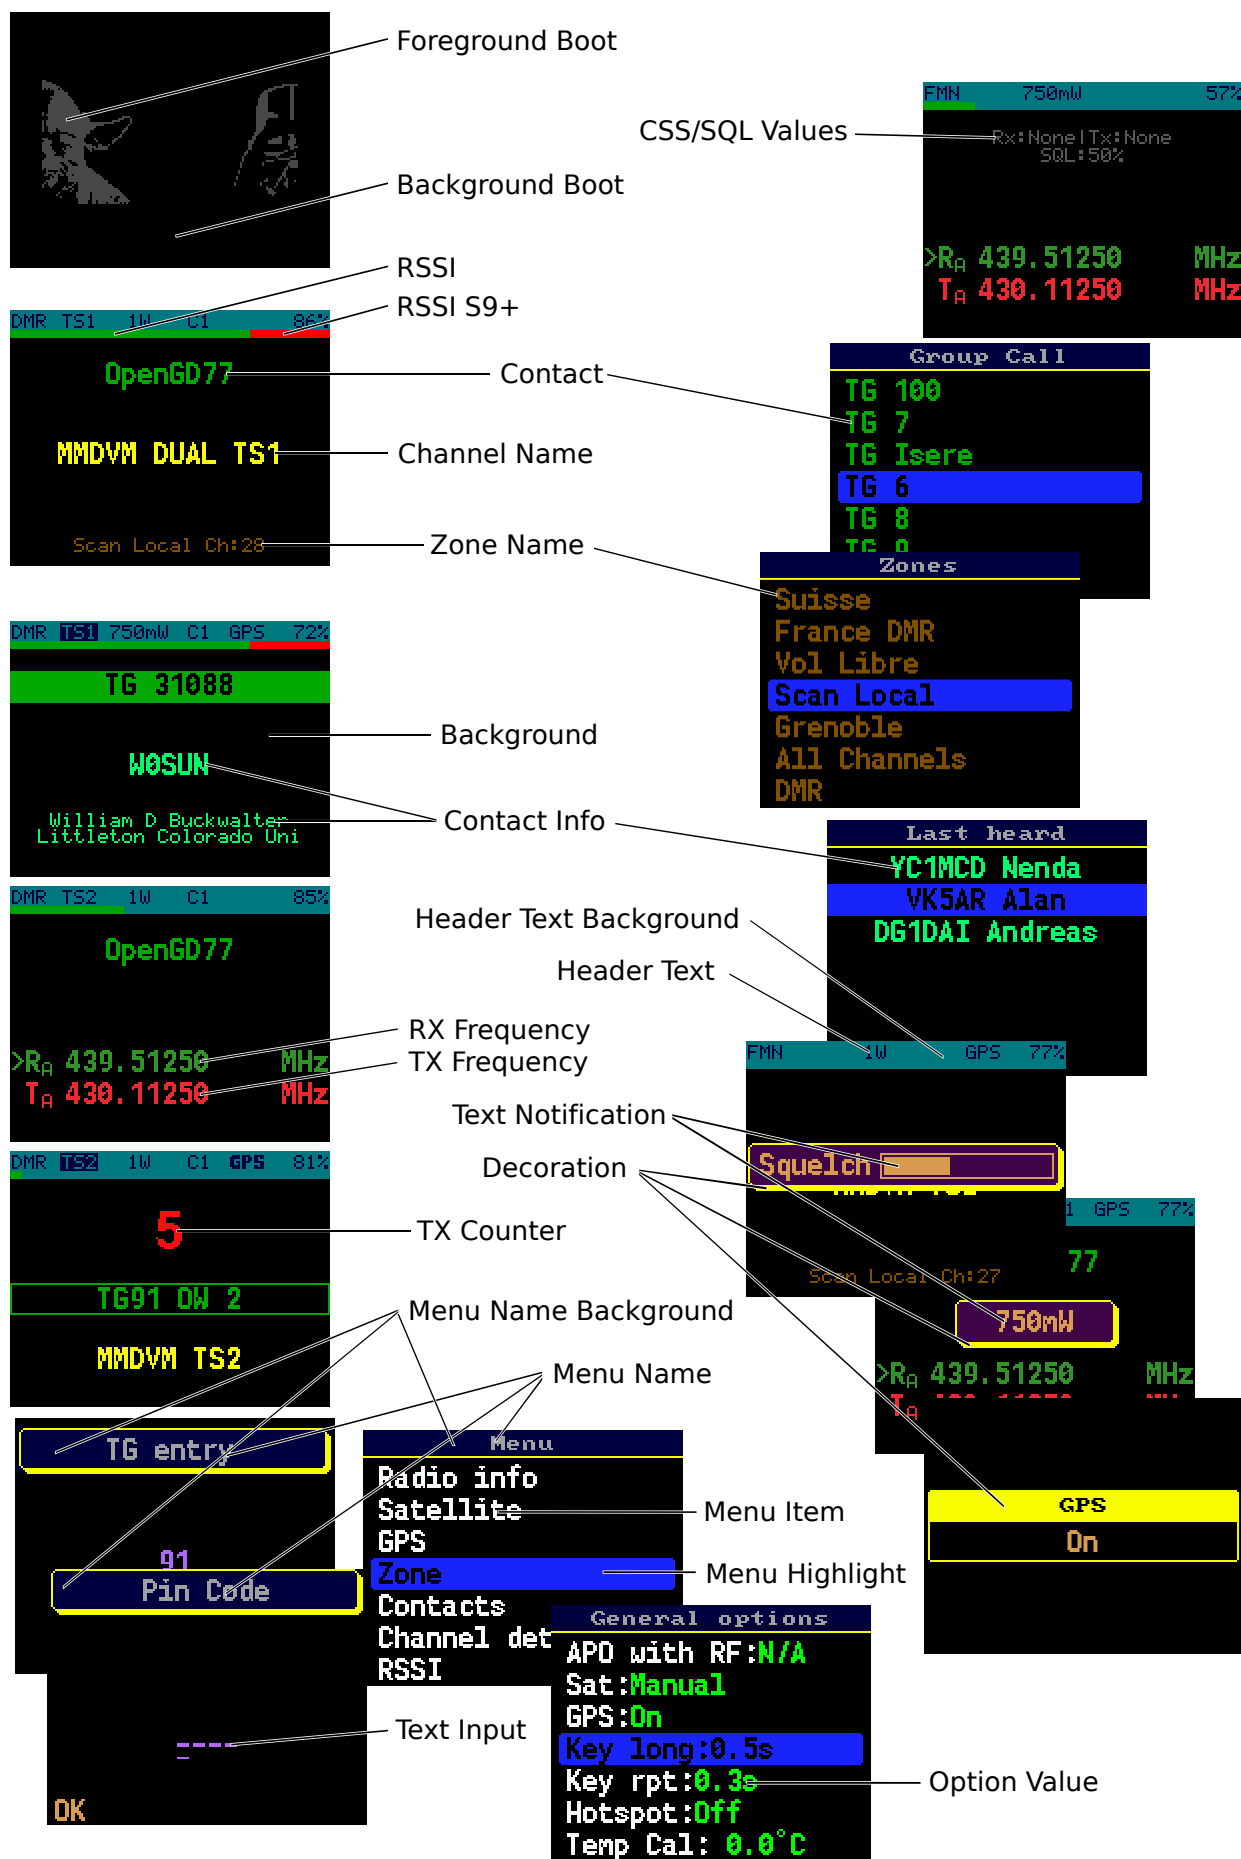 Foreground Boot
Background Boot
RSSI
RSSI S9+
DMR TS1 1W C1 86%
OpenGD77
Contact
MMDVM DUAL TS1
Channel Name
Scan Local Ch:28
Zone Name
FMN 750mW 57%
CSS/SQL Values
Rx:None|Tx:None
SQL:50%
>RA 439.51250 MHz
TA 430.11250 MHz
Group Call
TG 100
TG 7
TG Isere
TG 6
TG 8
Zones
Suisse
France DMR
Vol Libre
Scan Local
Grenoble
All Channels
DMR
DMR TS1 750mW C1 GPS 72%
TG 31088
Background
W0SUN
Contact Info
William D Buckwalter
Littleton Colorado Uni
Last heard
YC1MCD Nenda
VK5AR Alan
DG1DAI Andreas
DMR TS2 1W C1 85%
OpenGD77
Header Text Background
Header Text
RX Frequency
>RA 439.51250 MHz
TX Frequency
TA 430.11250 MHz
FMN 1W GPS 77%
Text Notification
Squelch
Decoration
Scan Local Ch:27
DMR TS2 1W C1 GPS 81%
5
TX Counter
TG91 OW 2
MMDVM TS2
1 GPS 77%
77
750mW
>RA 439.51250 MHz
TA
GPS
On
Menu Name Background
Menu Name
TG entry
91
Pin Code
Menu
Radio info
Satellite
GPS
Zone
Contacts
Channel det
RSSI
Menu Item
Menu Highlight
Text Input
----
OK
General options
APO with RF:N/A
Sat:Manual
GPS:On
Key long:0.5s
Key rpt:0.3s
Hotspot:Off
Temp Cal: 0.0°C
Option Value